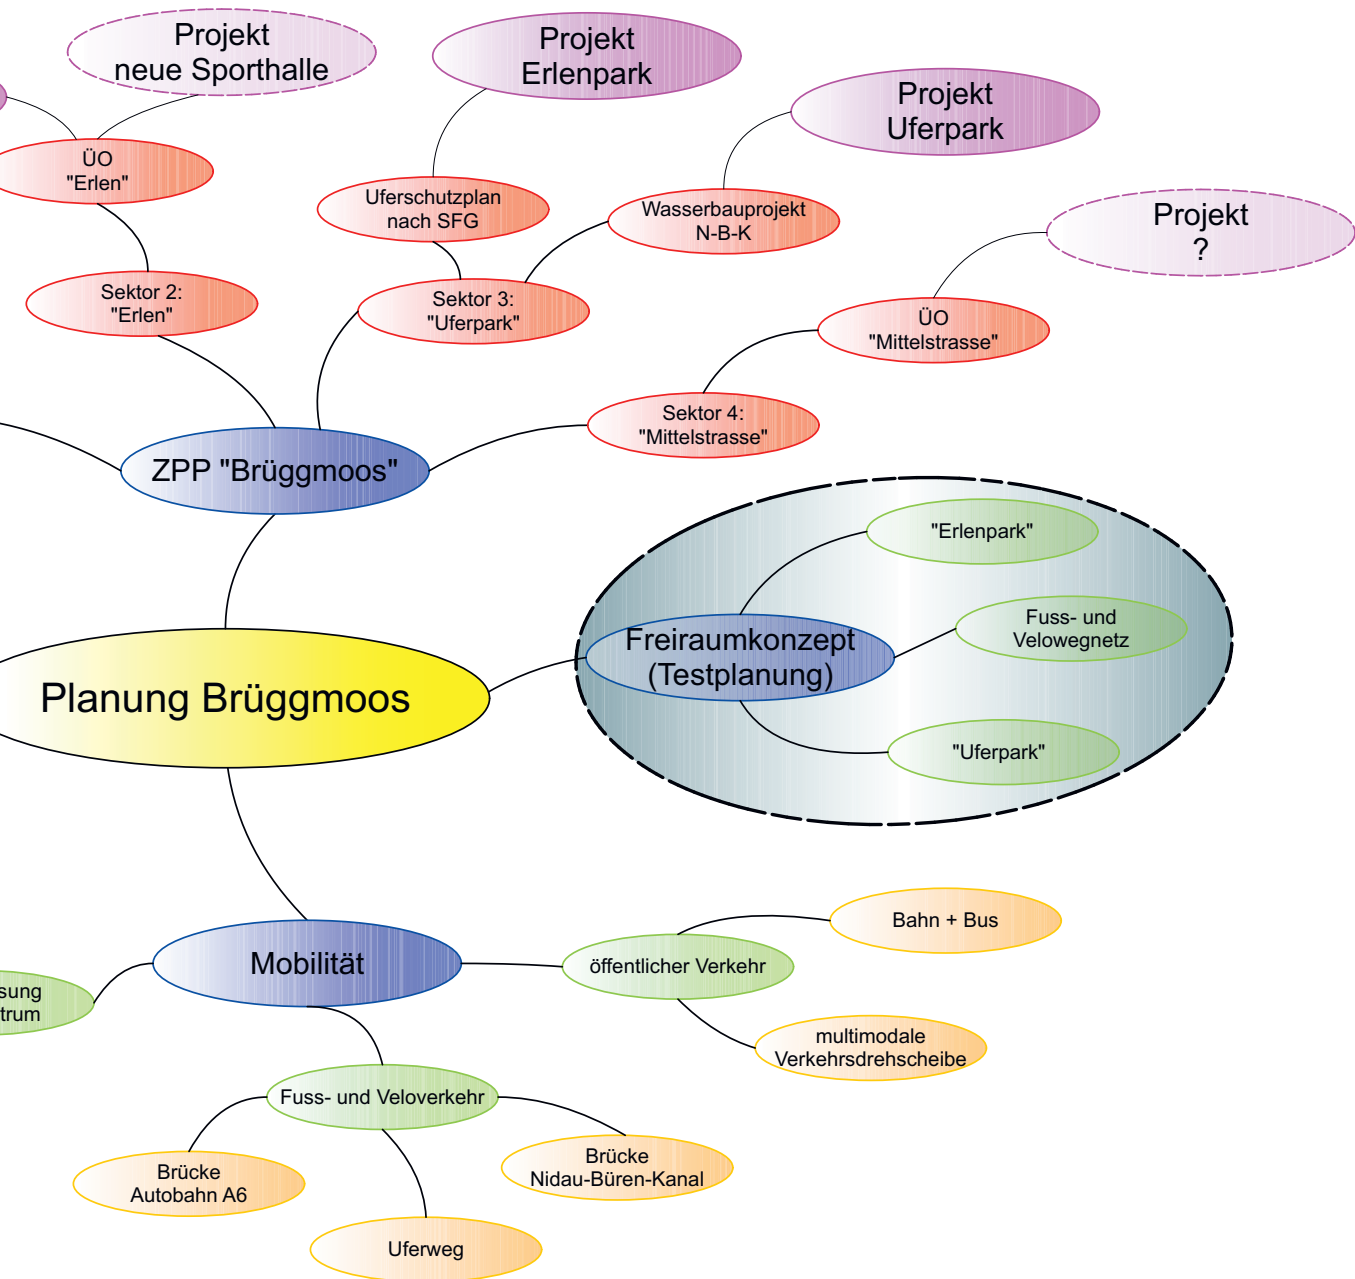 Projekt
neue Sporthalle
Projekt
Erlenpark
Projekt
Uferpark
ÜO
"Erlen"
Uferschutzplan
nach SFG
Wasserbauprojekt
N-B-K
Projekt
?
Sektor 2:
"Erlen"
Sektor 3:
"Uferpark"
ÜO
"Mittelstrasse"
Sektor 4:
"Mittelstrasse"
ZPP "Brüggmoos"
"Erlenpark"
Freiraumkonzept
(Testplanung)
Fuss- und
Velowegnetz
"Uferpark"
Planung Brüggmoos
Bahn + Bus
Mobilität
öffentlicher Verkehr
sung
trum
multimodale
Verkehrsdrehscheibe
Fuss- und Veloverkehr
Brücke
Autobahn A6
Brücke
Nidau-Büren-Kanal
Uferweg